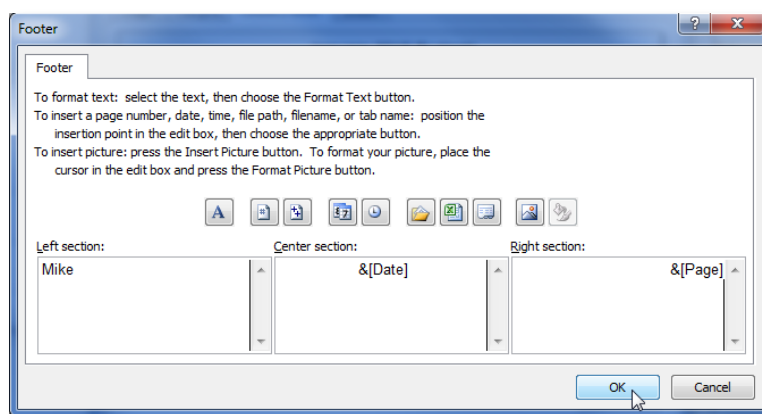 Footer
Footer
To format text: select the text, then choose the Format Text button.
To insert a page number, date, time, file path, filename, or tab name: position the
insertion point in the edit box, then choose the appropriate button.
To insert picture: press the Insert Picture button. To format your picture, place the
cursor in the edit box and press the Format Picture button.
A
Left section: Center section: Right section:
Mike &[Date] &[Page]
OK Cancel